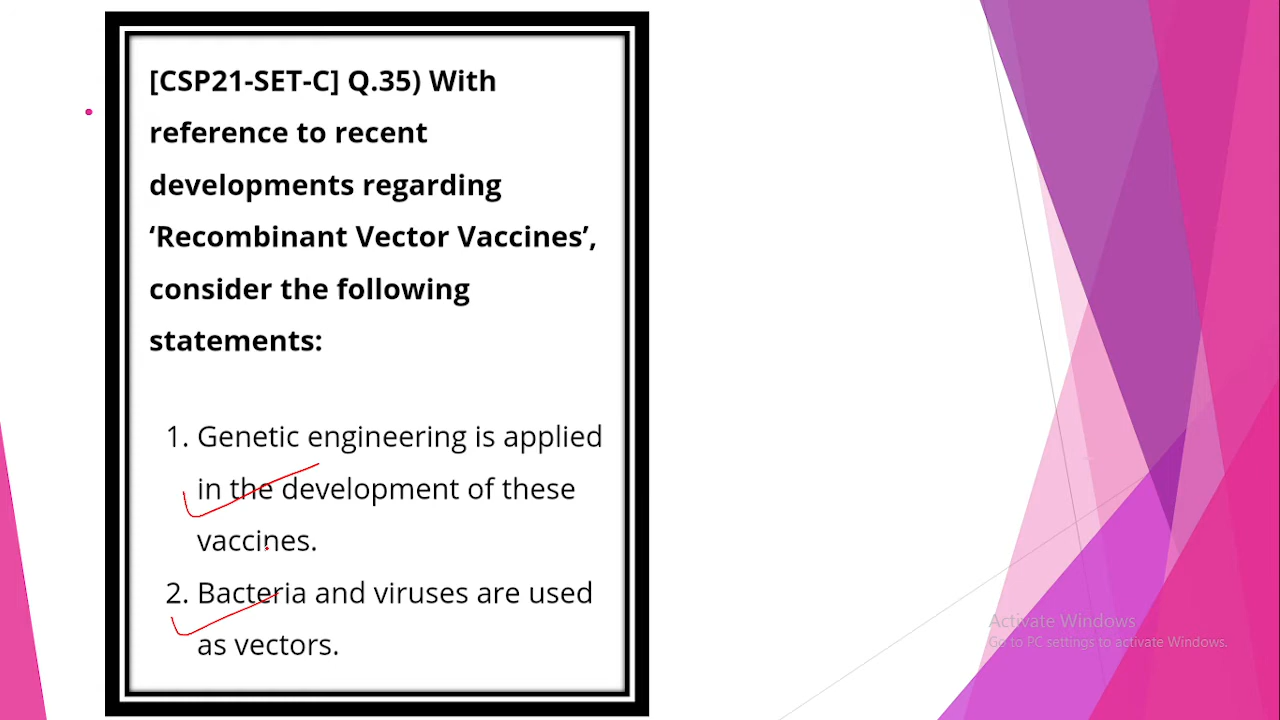 [CSP21-SET-C] Q.35) With
reference to recent
developments regarding
‘Recombinant Vector Vaccines’,
consider the following
statements:
1. Genetic engineering is applied
in the development of these
vaccines.
2. Bacteria and viruses are used
as vectors.
Activate Windows
Go to PC settings to activate Windows.